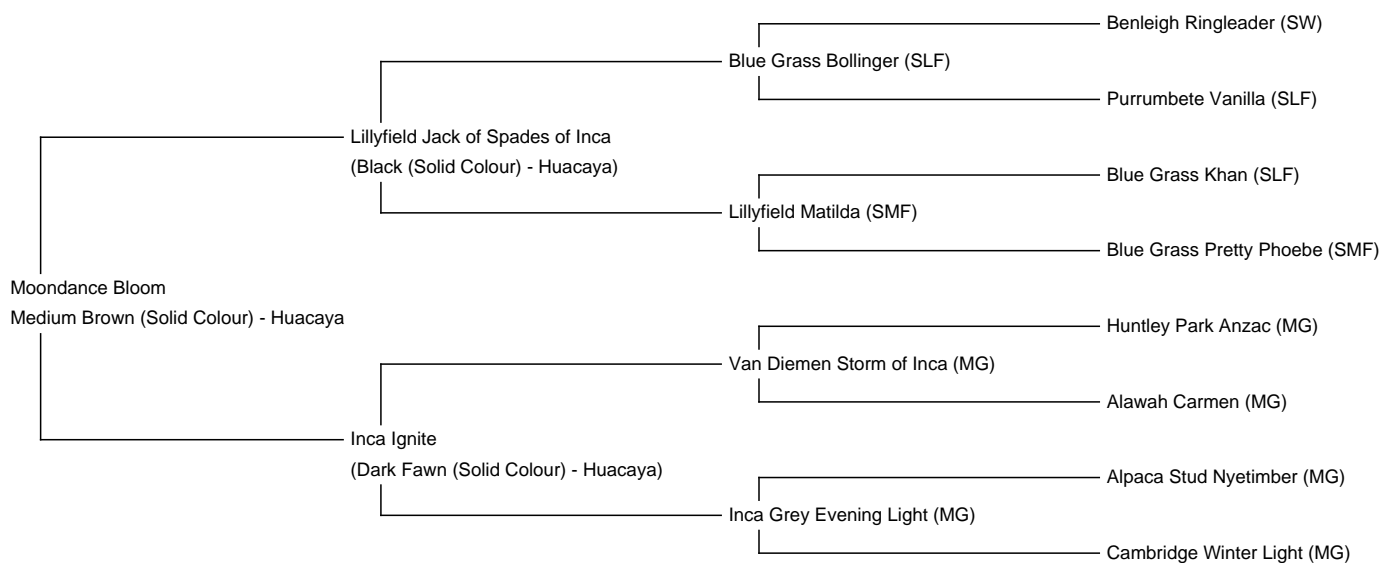 Benleigh Ringleader (SW)
Blue Grass Bollinger (SLF)
Purrumbete Vanilla (SLF)
Lillyfield Jack of Spades of Inca
(Black (Solid Colour) - Huacaya)
Blue Grass Khan (SLF)
Lillyfield Matilda (SMF)
Blue Grass Pretty Phoebe (SMF)
Moondance Bloom
Medium Brown (Solid Colour) - Huacaya
Huntley Park Anzac (MG)
Van Diemen Storm of Inca (MG)
Alawah Carmen (MG)
Inca Ignite
(Dark Fawn (Solid Colour) - Huacaya)
Alpaca Stud Nyetimber (MG)
Inca Grey Evening Light (MG)
Cambridge Winter Light (MG)